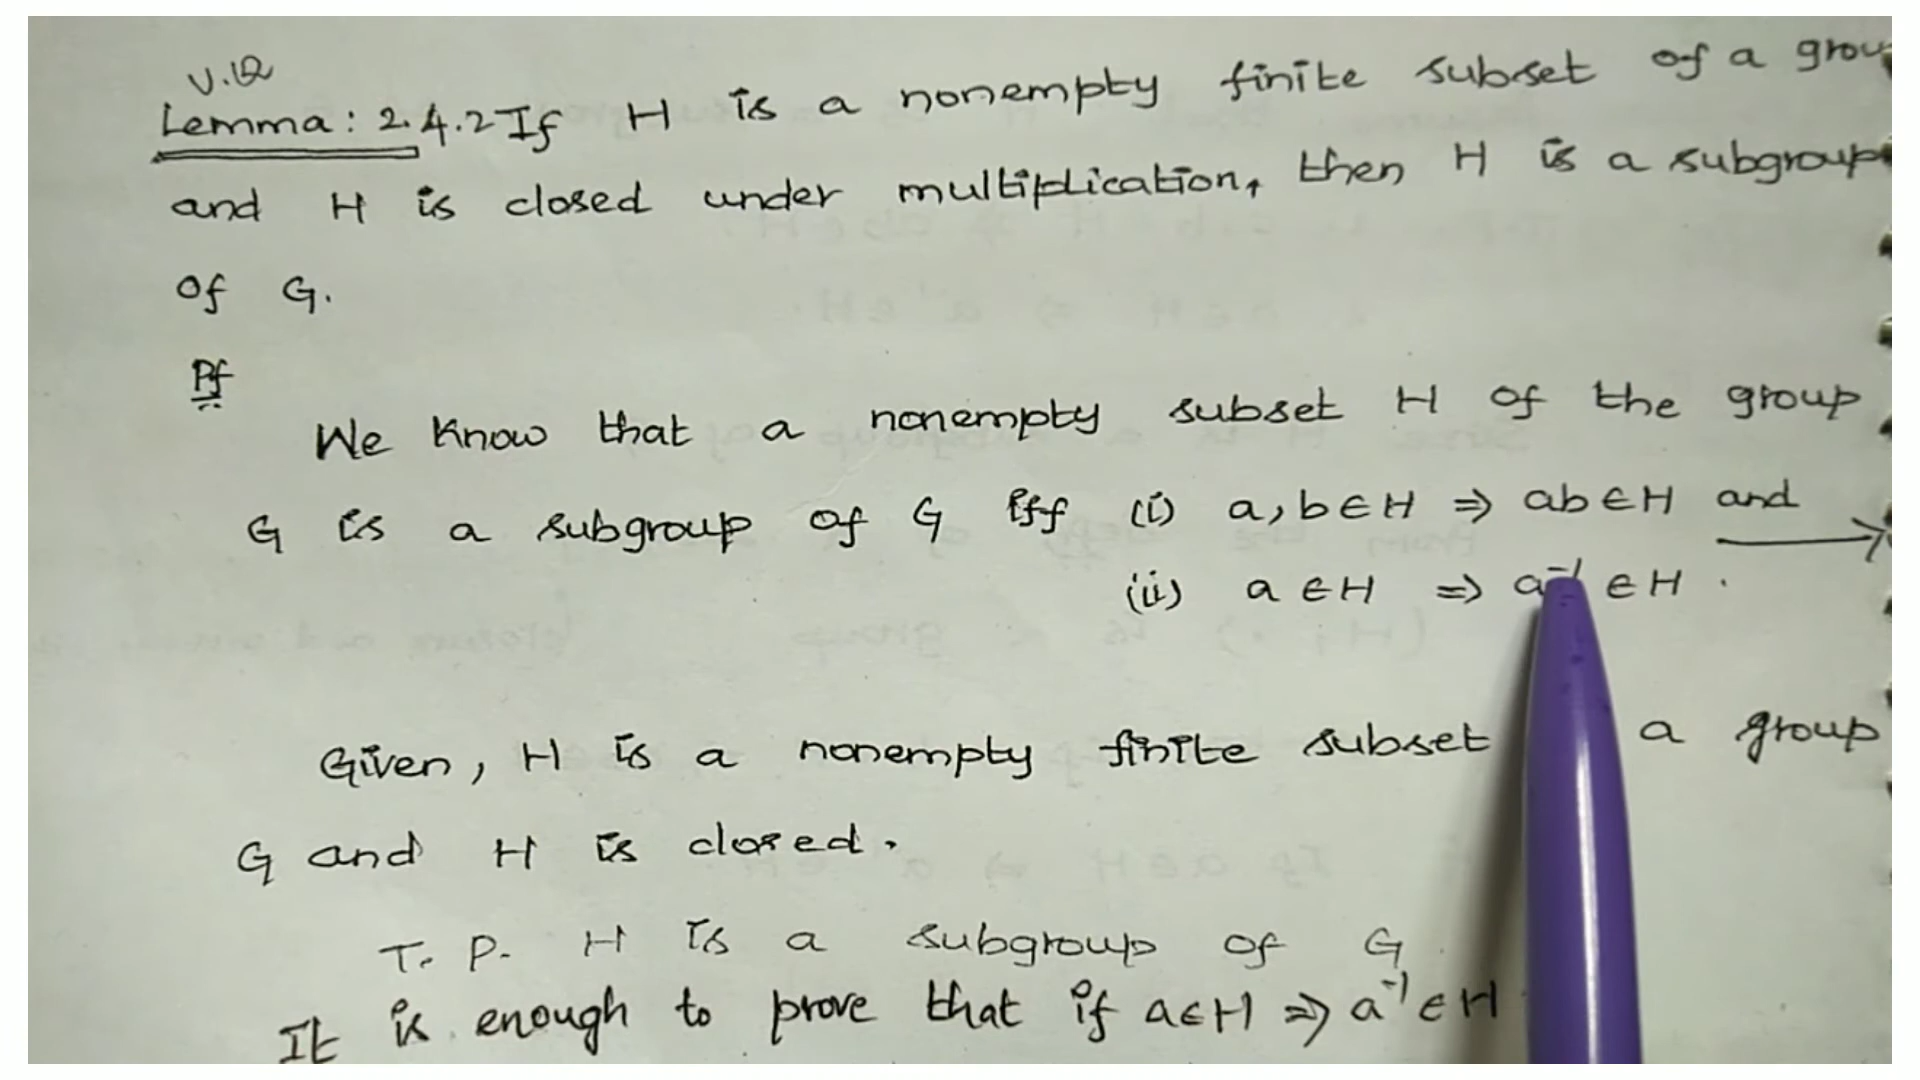 V.Q
Lemma: 2.4.2 If H is a nonempty finite subset of a grou
and H is closed under multiplication, then H is a subgroup
of G.
Pf
We know that a nonempty subset H of the group
G is a subgroup of G iff (i) a,b∈H ⇒ ab∈H and
(ii) a ∈H ⇒ a⁻¹ ∈H.
Given, H is a nonempty finite subset a group
G and H is closed.
T.P. H is a subgroup of G
It is enough to prove that if a∈H ⇒ a⁻¹∈H